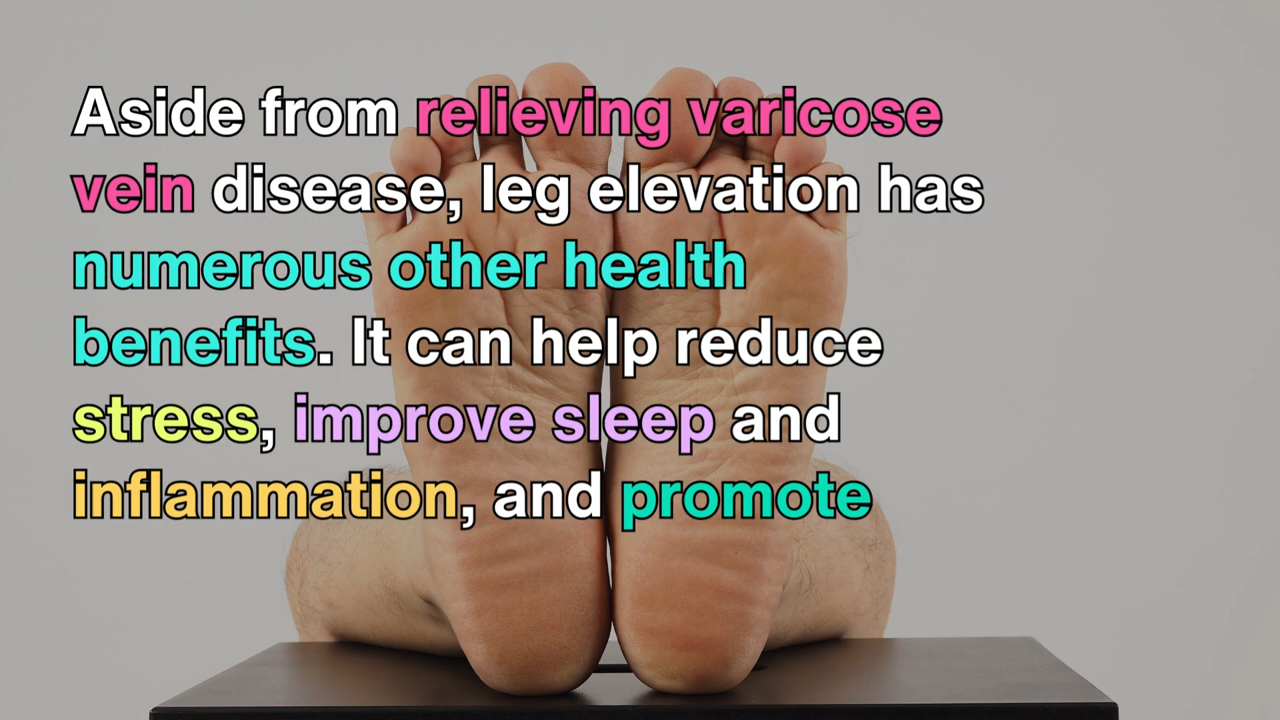 Aside from relieving varicose
vein disease, leg elevation has
numerous other health
benefits. It can help reduce
stress, improve sleep and
inflammation, and promote